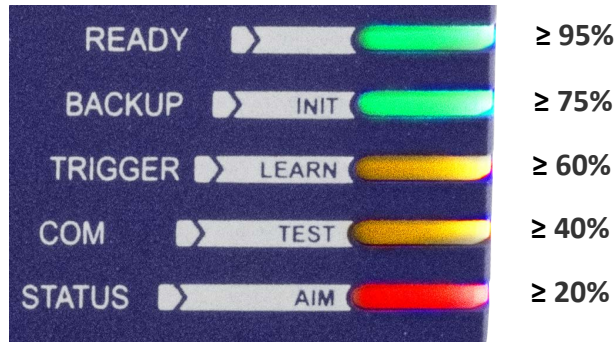 READY ≥ 95%
BACKUP INIT ≥ 75%
TRIGGER LEARN ≥ 60%
COM TEST ≥ 40%
STATUS AIM ≥ 20%